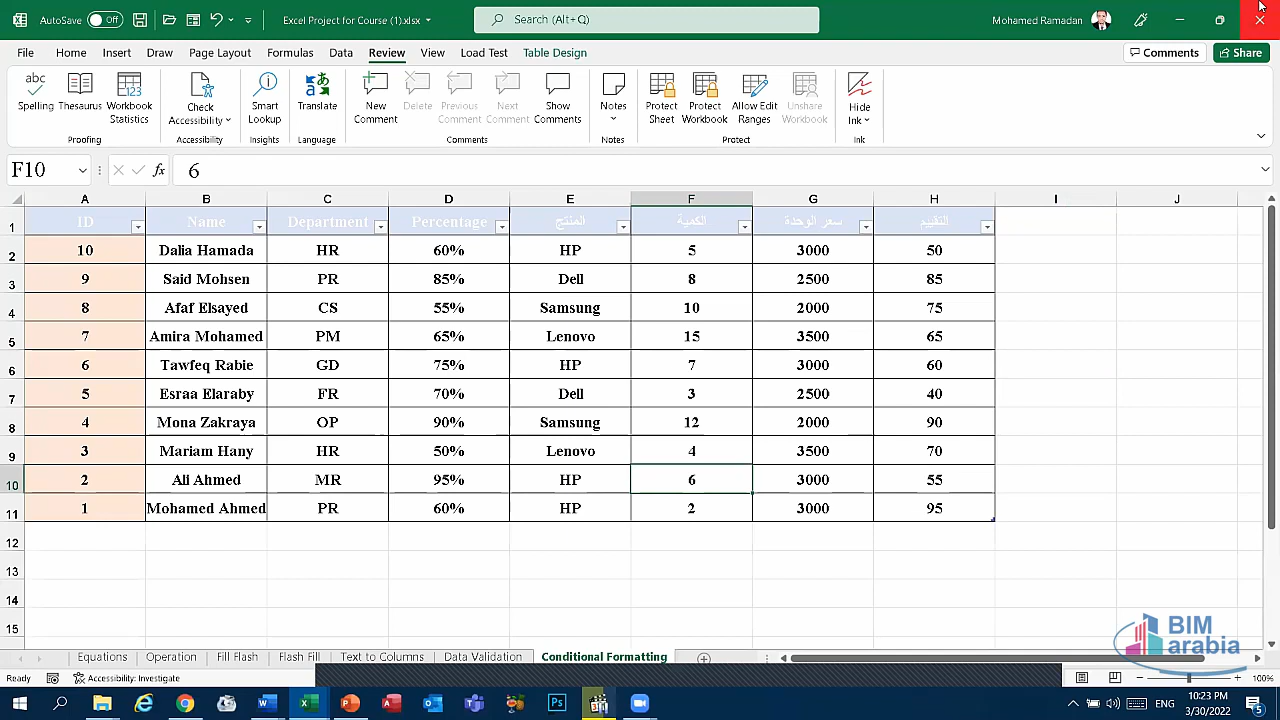 AutoSave Off Excel Project for Course (1).xlsx Search (Alt+Q) Mohamed Ramadan
File Home Insert Draw Page Layout Formulas Data Review View Load Test Table Design Comments Share
abc
Spelling Thesaurus Workbook Statistics Check Accessibility Smart Lookup Translate New Comment Delete Previous Comment Next Comment Show Comments Notes Protect Sheet Protect Workbook Allow Edit Ranges Unshare Workbook Hide Ink
Proofing Accessibility Insights Language Comments Notes Protect Ink
F10 fx 6
A B C D E F G H I J
1 ID Name Department Percentage المنتج الكمية سعر الوحدة التقييم
2 10 Dalia Hamada HR 60% HP 5 3000 50
3 9 Said Mohsen PR 85% Dell 8 2500 85
4 8 Afaf Elsayed CS 55% Samsung 10 2000 75
5 7 Amira Mohamed PM 65% Lenovo 15 3500 65
6 6 Tawfeq Rabie GD 75% HP 7 3000 60
7 5 Esraa Elaraby FR 70% Dell 3 2500 40
8 4 Mona Zakraya OP 90% Samsung 12 2000 90
9 3 Mariam Hany HR 50% Lenovo 4 3500 70
10 2 Ali Ahmed MR 95% HP 6 3000 55
11 1 Mohamed Ahmed PR 60% HP 2 3000 95
12
13
14
15
BIM
arabia
Equations Operation Fill Flash Flash Fill Text to Columns Data Validation Conditional Formatting
Ready Accessibility: Investigate 100%
10:23 PM
3/30/2022